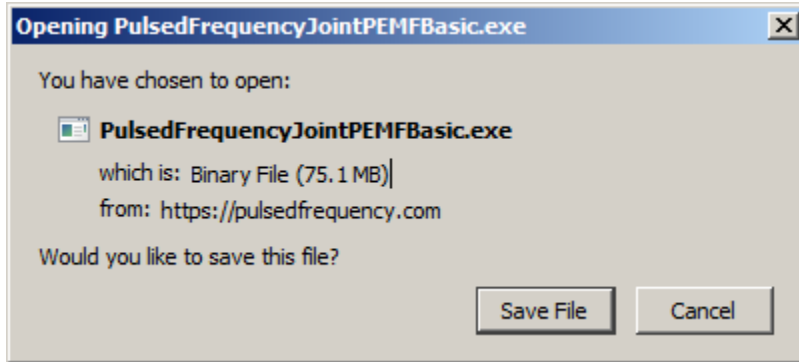 Opening PulsedFrequencyJointPEMFBasic.exe
You have chosen to open:
PulsedFrequencyJointPEMFBasic.exe
which is: Binary File (75.1 MB)
from: https://pulsedfrequency.com
Would you like to save this file?
Save File Cancel